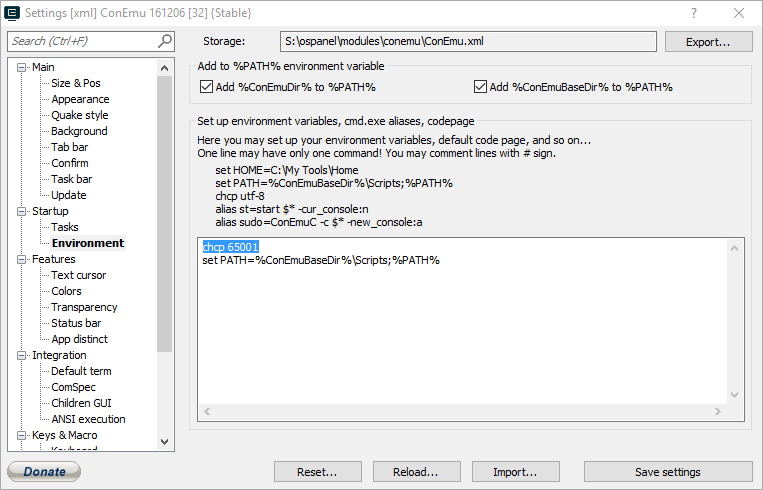 Settings [xml] ConEmu 161206 [32] {Stable}
Search (Ctrl+F)
Storage:
S:\ospanel\modules\conemu\ConEmu.xml
Export...
Main
Size & Pos
Appearance
Quake style
Background
Tab bar
Confirm
Task bar
Update
Startup
Tasks
Environment
Features
Text cursor
Colors
Transparency
Status bar
App distinct
Integration
Default term
ComSpec
Children GUI
ANSI execution
Keys & Macro
Add to %PATH% environment variable
Add %ConEmuDir% to %PATH%
Add %ConEmuBaseDir% to %PATH%
Set up environment variables, cmd.exe aliases, codepage
Here you may set up your environment variables, default code page, and so on...
One line may have only one command! You may comment lines with # sign.
set HOME=C:\My Tools\Home
set PATH=%ConEmuBaseDir%\Scripts;%PATH%
chcp utf-8
alias st=start $* -cur_console:n
alias sudo=ConEmuC -c $* -new_console:a
chcp 65001
set PATH=%ConEmuBaseDir%\Scripts;%PATH%
Donate
Reset...
Reload...
Import...
Save settings